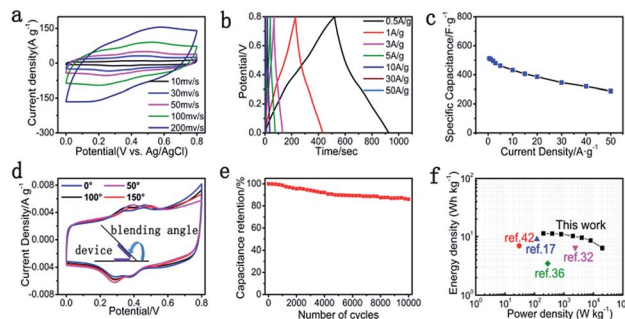 a
150
75
0
-150
300
Current density(A g⁻¹)
10mv/s
30mv/s
50mv/s
100mv/s
200mv/s
0.0 0.2 0.4 0.6 0.8
Potential(V vs. Ag/AgCl)
b
0.8
0.6
0.4
0.2
0.0
Potential/V
0.5A/g
1A/g
3A/g
5A/g
10A/g
30A/g
50A/g
0 200 400 600 800 1000
Time/sec
c
800
600
400
200
0
Specific Capacitance/F·g⁻¹
0 10 20 30 40 50
Current Density/A·g⁻¹
d
0.008
0.004
0.000
-0.004
Current Density/A g⁻¹
0° 50°
100° 150°
blending angle
device
0.0 0.2 0.4 0.6 0.8
Potential/V
e
100
80
60
40
20
0
Capacitance retention/%
0 2000 4000 6000 8000 10000
Number of cycles
f
10³
10²
10¹
10⁰
Energy density (Wh kg⁻¹)
This work
ref.42
ref.17
ref.32
ref.36
10⁰ 10¹ 10² 10³ 10⁴ 10⁵
Power density (W kg⁻¹)